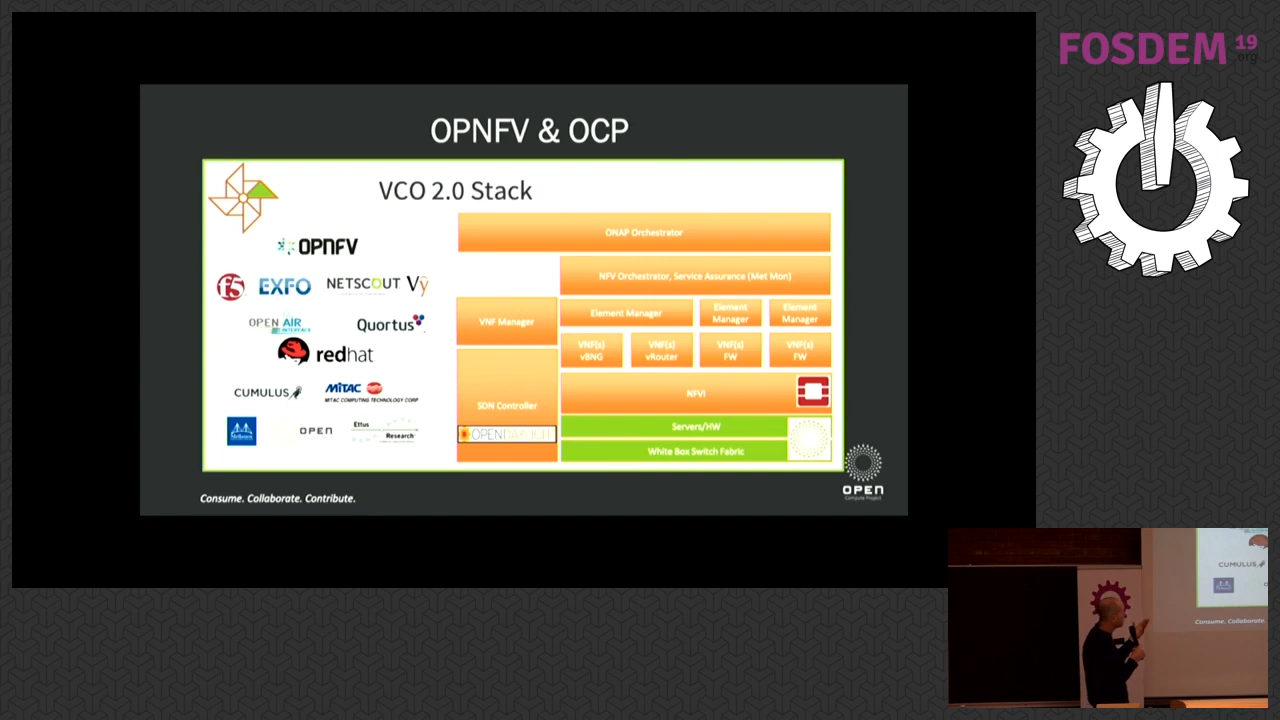 FOSDEM 19
.org
OPNFV & OCP
VCO 2.0 Stack
OPNFV
f5 EXFO NETSCOUT Vy
OPEN AIR
INTERFACE
Quortus
redhat
CUMULUS
MiTAC
MITAC COMPUTING TECHNOLOGY CORP
OPEN
Ettus
Research
ONAP Orchestrator
NFV Orchestrator, Service Assurance (Met Mon)
VNF Manager
Element Manager
Element
Manager
Element
Manager
VNF(x)
vBNG
VNF(x)
vRouter
VNF(x)
FW
VNF(x)
FW
SDN Controller
NFVI
OPENDAYLIGHT
Servers/HW
White Box Switch Fabric
Consume. Collaborate. Contribute.
OPEN
Compute Project
CUMULUS
Consume. Collaborate.